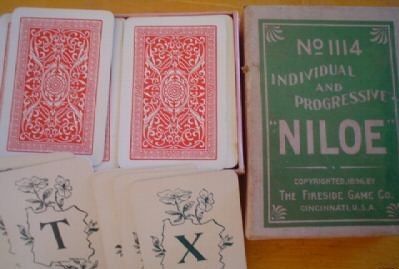 No 1114
INDIVIDUAL
AND
PROGRESSIVE
"NILOE"
COPYRIGHTED, 1896, BY
THE FIRESIDE GAME CO.
CINCINNATI, U.S.A.
T
X